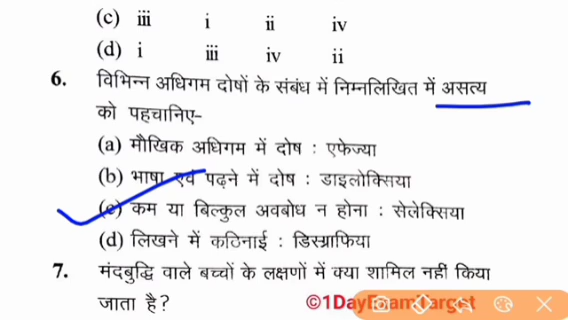 (c) iii i ii iv
(d) i iii iv ii
6. विभिन्न अधिगम दोषों के संबंध में निम्नलिखित में असत्य
को पहचानिए-
(a) मौखिक अधिगम में दोष : एफेज्या
(b) भाषा एवं पढ़ने में दोष : डाइलोक्सिया
(c) कम या बिल्कुल अवबोध न होना : सेलेक्सिया
(d) लिखने में कठिनाई : डिस्ग्राफिया
7. मंदबुद्धि वाले बच्चों के लक्षणों में क्या शामिल नहीं किया
जाता है?
©1DayExamTarget